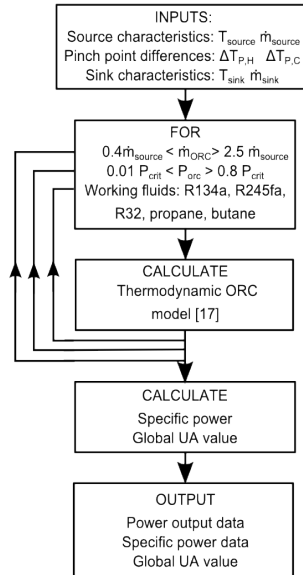 INPUTS:
Source characteristics: T_source ṁ_source
Pinch point differences: ΔT_P,H ΔT_P,C
Sink characteristics: T_sink ṁ_sink
FOR
0.4ṁ_source < ṁ_ORC > 2.5 ṁ_source
0.01 P_crit < P_orc > 0.8 P_crit
Working fluids: R134a, R245fa,
R32, propane, butane
CALCULATE
Thermodynamic ORC
model [17]
CALCULATE
Specific power
Global UA value
OUTPUT
Power output data
Specific power data
Global UA value